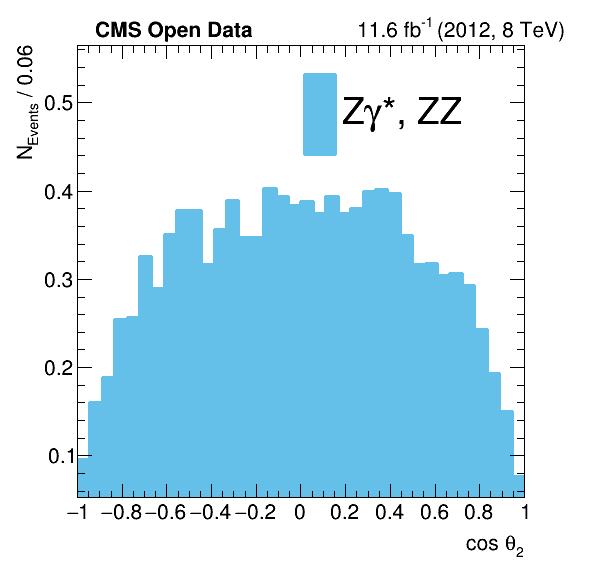 CMS Open Data 11.6 fb⁻¹ (2012, 8 TeV)
N_Events / 0.06
Zγ*, ZZ
0.5
0.4
0.3
0.2
0.1
−1 −0.8 −0.6 −0.4 −0.2 0 0.2 0.4 0.6 0.8 1
cos θ₂